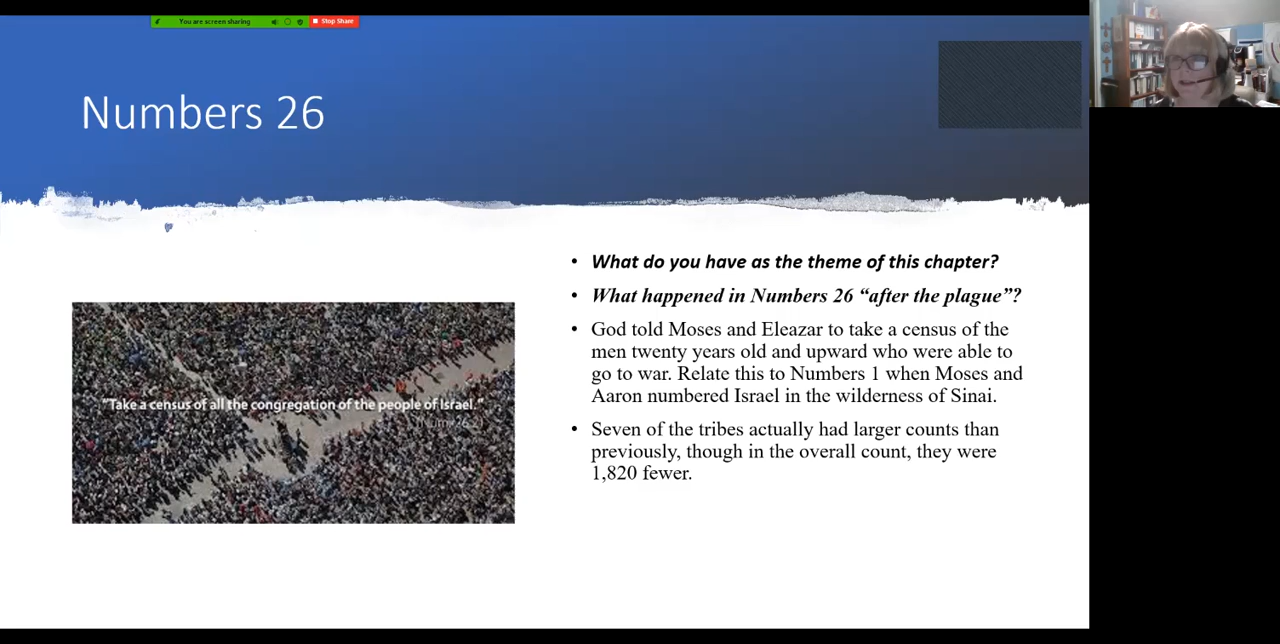 You are screen sharing
Stop Share
Numbers 26
• What do you have as the theme of this chapter?
• What happened in Numbers 26 “after the plague”?
• God told Moses and Eleazar to take a census of the
men twenty years old and upward who were able to
go to war. Relate this to Numbers 1 when Moses and
Aaron numbered Israel in the wilderness of Sinai.
• Seven of the tribes actually had larger counts than
previously, though in the overall count, they were
1,820 fewer.
“Take a census of all the congregation of the people of Israel.”